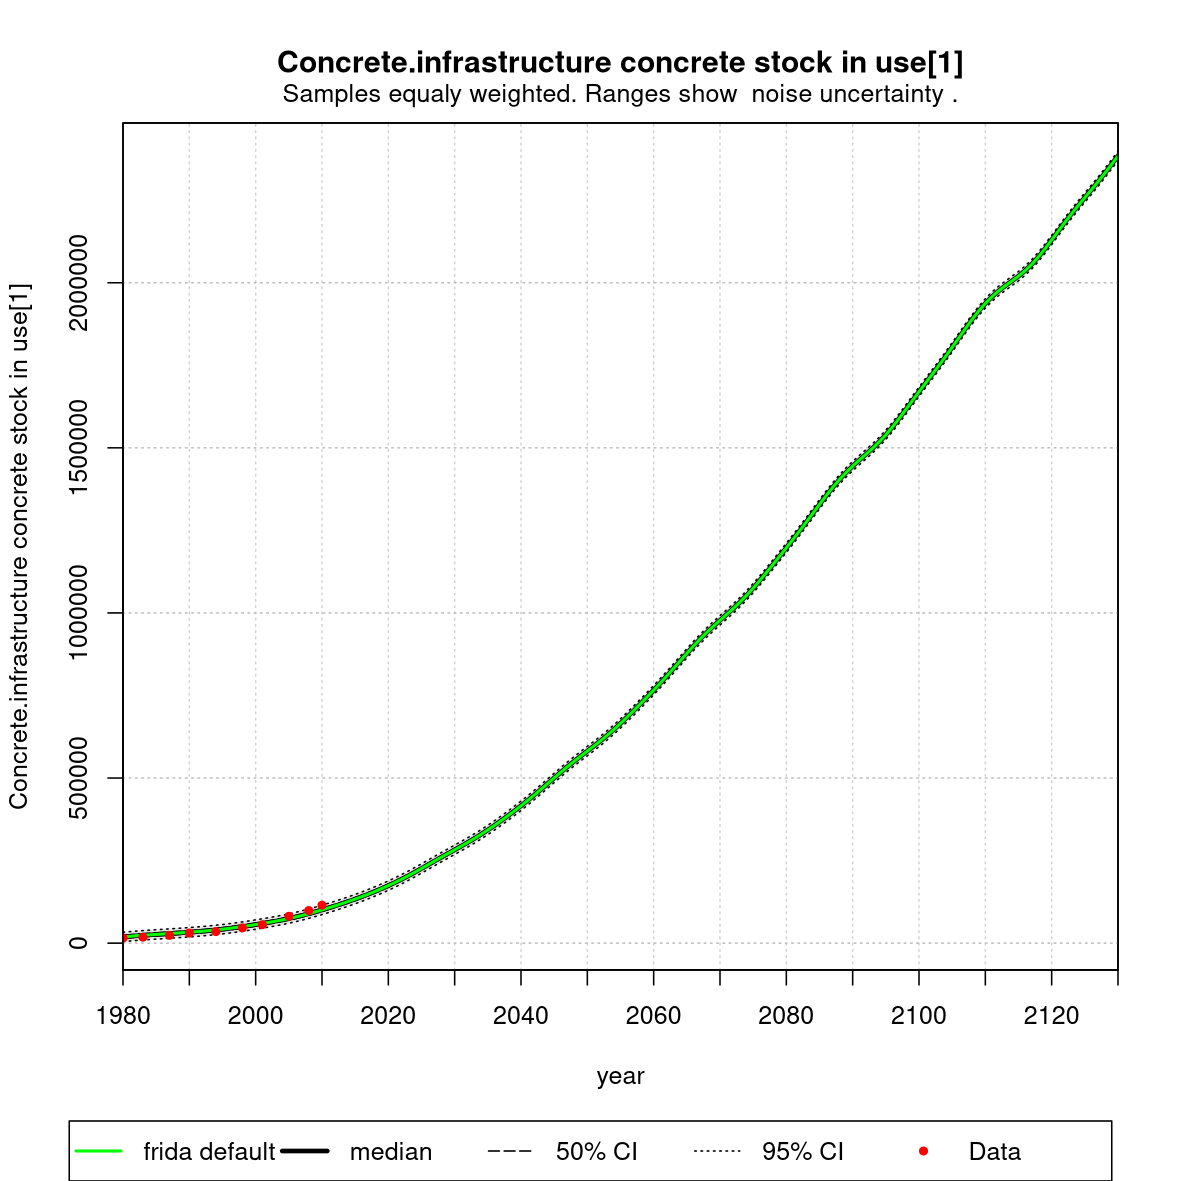 Concrete.infrastructure concrete stock in use[1]
Samples equaly weighted. Ranges show  noise uncertainty .
Concrete.infrastructure concrete stock in use[1]
2000000
1500000
1000000
500000
0
1980 2000 2020 2040 2060 2080 2100 2120
year
frida default median 50% CI 95% CI Data